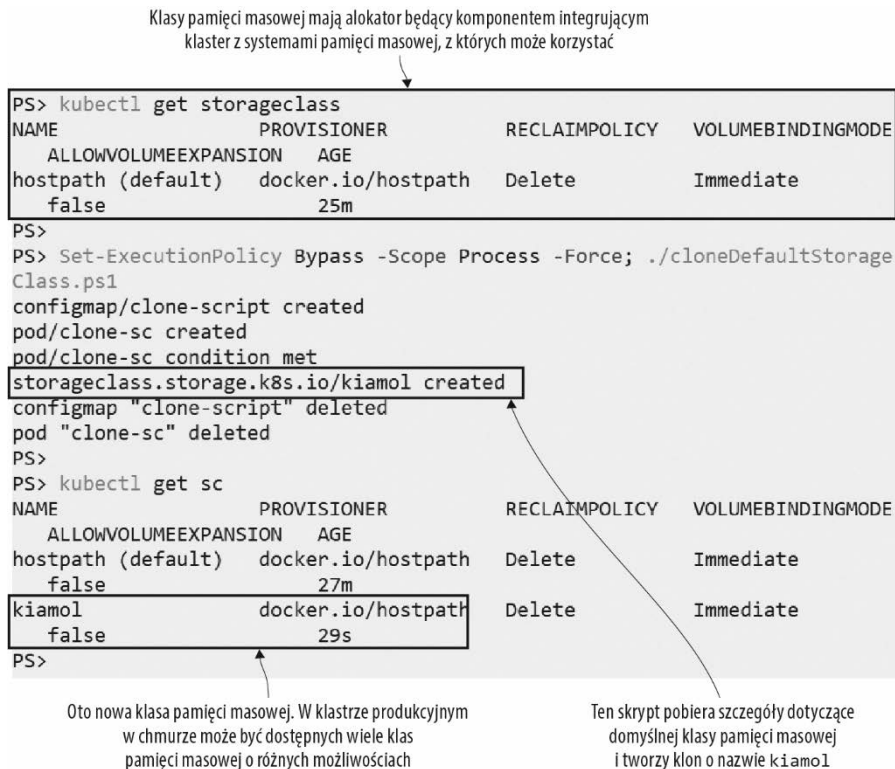 Klasy pamięci masowej mają alokator będący komponentem integrującym
klaster z systemami pamięci masowej, z których może korzystać
PS> kubectl get storageclass
NAME PROVISIONER RECLAIMPOLICY VOLUMEBINDINGMODE
ALLOWVOLUMEEXPANSION AGE
hostpath (default) docker.io/hostpath Delete Immediate
false 25m
PS>
PS> Set-ExecutionPolicy Bypass -Scope Process -Force; ./cloneDefaultStorage
Class.ps1
configmap/clone-script created
pod/clone-sc created
pod/clone-sc condition met
storageclass.storage.k8s.io/kiamol created
configmap "clone-script" deleted
pod "clone-sc" deleted
PS>
PS> kubectl get sc
NAME PROVISIONER RECLAIMPOLICY VOLUMEBINDINGMODE
ALLOWVOLUMEEXPANSION AGE
hostpath (default) docker.io/hostpath Delete Immediate
false 27m
kiamol docker.io/hostpath Delete Immediate
false 29s
PS>
Oto nowa klasa pamięci masowej. W klastrze produkcyjnym
w chmurze może być dostępnych wiele klas
pamięci masowej o różnych możliwościach
Ten skrypt pobiera szczegóły dotyczące
domyślnej klasy pamięci masowej
i tworzy klon o nazwie kiamol